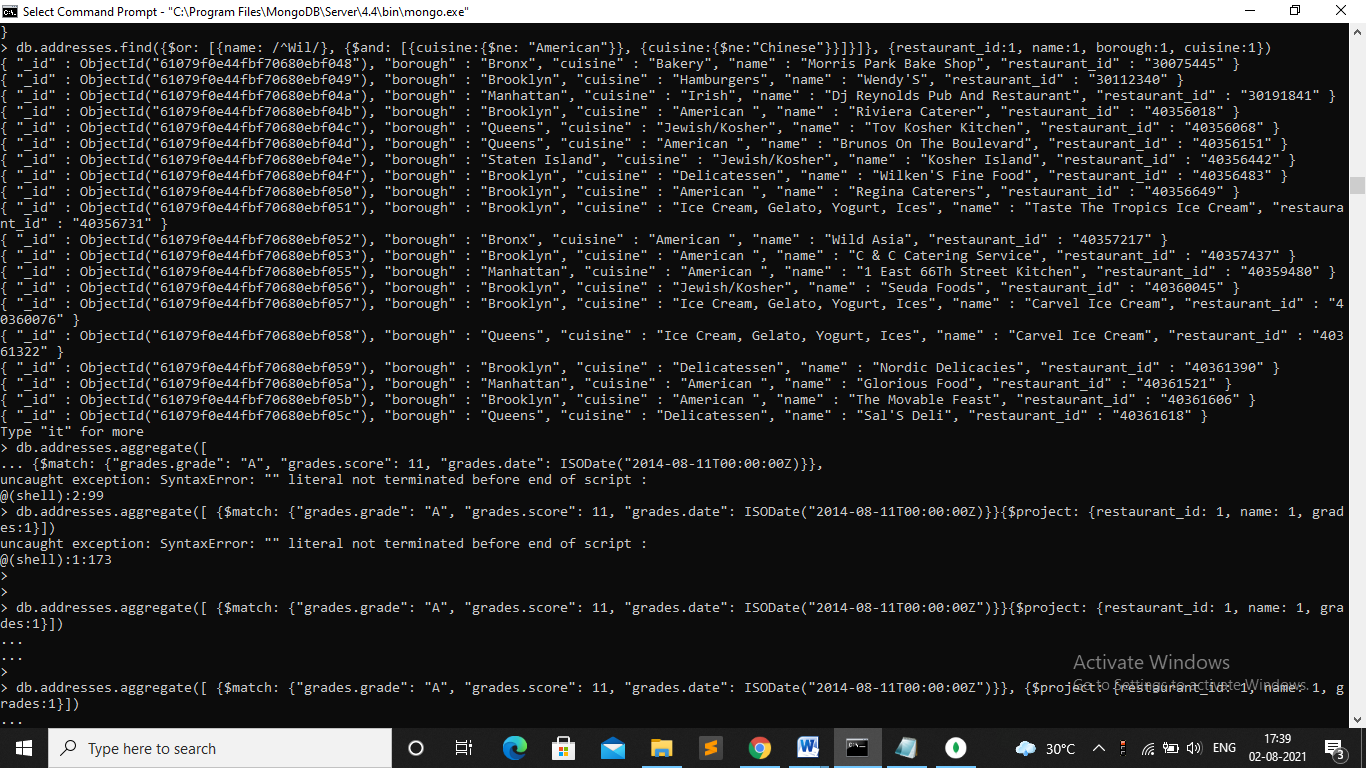 Select Command Prompt - "C:\Program Files\MongoDB\Server\4.4\bin\mongo.exe"
}
> db.addresses.find({$or: [{name: /^Wil/}, {$and: [{cuisine:{$ne: "American"}}, {cuisine:{$ne:"Chinese"}}]}]}, {restaurant_id:1, name:1, borough:1, cuisine:1})
{ "_id" : ObjectId("61079f0e44fbf70680ebf048"), "borough" : "Bronx", "cuisine" : "Bakery", "name" : "Morris Park Bake Shop", "restaurant_id" : "30075445" }
{ "_id" : ObjectId("61079f0e44fbf70680ebf049"), "borough" : "Brooklyn", "cuisine" : "Hamburgers", "name" : "Wendy'S", "restaurant_id" : "30112340" }
{ "_id" : ObjectId("61079f0e44fbf70680ebf04a"), "borough" : "Manhattan", "cuisine" : "Irish", "name" : "Dj Reynolds Pub And Restaurant", "restaurant_id" : "30191841" }
{ "_id" : ObjectId("61079f0e44fbf70680ebf04b"), "borough" : "Brooklyn", "cuisine" : "American ", "name" : "Riviera Caterer", "restaurant_id" : "40356018" }
{ "_id" : ObjectId("61079f0e44fbf70680ebf04c"), "borough" : "Queens", "cuisine" : "Jewish/Kosher", "name" : "Tov Kosher Kitchen", "restaurant_id" : "40356068" }
{ "_id" : ObjectId("61079f0e44fbf70680ebf04d"), "borough" : "Queens", "cuisine" : "American ", "name" : "Brunos On The Boulevard", "restaurant_id" : "40356151" }
{ "_id" : ObjectId("61079f0e44fbf70680ebf04e"), "borough" : "Staten Island", "cuisine" : "Jewish/Kosher", "name" : "Kosher Island", "restaurant_id" : "40356442" }
{ "_id" : ObjectId("61079f0e44fbf70680ebf04f"), "borough" : "Brooklyn", "cuisine" : "Delicatessen", "name" : "Wilken'S Fine Food", "restaurant_id" : "40356483" }
{ "_id" : ObjectId("61079f0e44fbf70680ebf050"), "borough" : "Brooklyn", "cuisine" : "American ", "name" : "Regina Caterers", "restaurant_id" : "40356649" }
{ "_id" : ObjectId("61079f0e44fbf70680ebf051"), "borough" : "Brooklyn", "cuisine" : "Ice Cream, Gelato, Yogurt, Ices", "name" : "Taste The Tropics Ice Cream", "restaura
nt_id" : "40356731" }
{ "_id" : ObjectId("61079f0e44fbf70680ebf052"), "borough" : "Bronx", "cuisine" : "American ", "name" : "Wild Asia", "restaurant_id" : "40357217" }
{ "_id" : ObjectId("61079f0e44fbf70680ebf053"), "borough" : "Brooklyn", "cuisine" : "American ", "name" : "C & C Catering Service", "restaurant_id" : "40357437" }
{ "_id" : ObjectId("61079f0e44fbf70680ebf055"), "borough" : "Manhattan", "cuisine" : "American ", "name" : "1 East 66Th Street Kitchen", "restaurant_id" : "40359480" }
{ "_id" : ObjectId("61079f0e44fbf70680ebf056"), "borough" : "Brooklyn", "cuisine" : "Jewish/Kosher", "name" : "Seuda Foods", "restaurant_id" : "40360045" }
{ "_id" : ObjectId("61079f0e44fbf70680ebf057"), "borough" : "Brooklyn", "cuisine" : "Ice Cream, Gelato, Yogurt, Ices", "name" : "Carvel Ice Cream", "restaurant_id" : "4
0360076" }
{ "_id" : ObjectId("61079f0e44fbf70680ebf058"), "borough" : "Queens", "cuisine" : "Ice Cream, Gelato, Yogurt, Ices", "name" : "Carvel Ice Cream", "restaurant_id" : "403
61322" }
{ "_id" : ObjectId("61079f0e44fbf70680ebf059"), "borough" : "Brooklyn", "cuisine" : "Delicatessen", "name" : "Nordic Delicacies", "restaurant_id" : "40361390" }
{ "_id" : ObjectId("61079f0e44fbf70680ebf05a"), "borough" : "Manhattan", "cuisine" : "American ", "name" : "Glorious Food", "restaurant_id" : "40361521" }
{ "_id" : ObjectId("61079f0e44fbf70680ebf05b"), "borough" : "Brooklyn", "cuisine" : "American ", "name" : "The Movable Feast", "restaurant_id" : "40361606" }
{ "_id" : ObjectId("61079f0e44fbf70680ebf05c"), "borough" : "Queens", "cuisine" : "Delicatessen", "name" : "Sal'S Deli", "restaurant_id" : "40361618" }
Type "it" for more
> db.addresses.aggregate([
... {$match: {"grades.grade": "A", "grades.score": 11, "grades.date": ISODate("2014-08-11T00:00:00Z)}},
uncaught exception: SyntaxError: "" literal not terminated before end of script :
@(shell):2:99
> db.addresses.aggregate([ {$match: {"grades.grade": "A", "grades.score": 11, "grades.date": ISODate("2014-08-11T00:00:00Z)}}{$project: {restaurant_id: 1, name: 1, grad
es:1}])
uncaught exception: SyntaxError: "" literal not terminated before end of script :
@(shell):1:173
>
>
> db.addresses.aggregate([ {$match: {"grades.grade": "A", "grades.score": 11, "grades.date": ISODate("2014-08-11T00:00:00Z")}}{$project: {restaurant_id: 1, name: 1, gra
des:1}])
...
...
>
> db.addresses.aggregate([ {$match: {"grades.grade": "A", "grades.score": 11, "grades.date": ISODate("2014-08-11T00:00:00Z")}}, {$project: {restaurant_id: 1, name: 1, g
rades:1}])
...
Activate Windows
Go to Settings to activate Windows.
Type here to search
30°C
ENG
17:39
02-08-2021
3